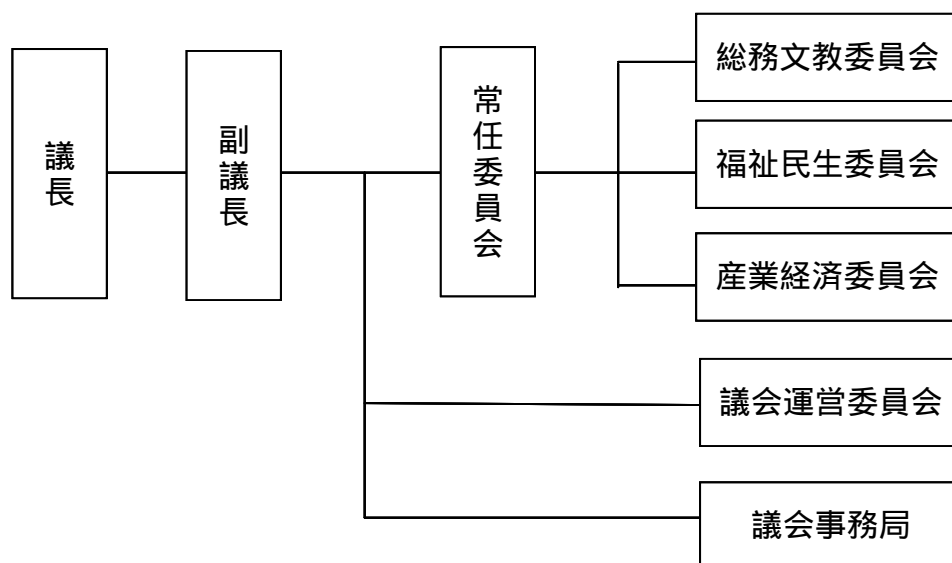 議長
副議長
常任委員会
総務文教委員会
福祉民生委員会
産業経済委員会
議会運営委員会
議会事務局